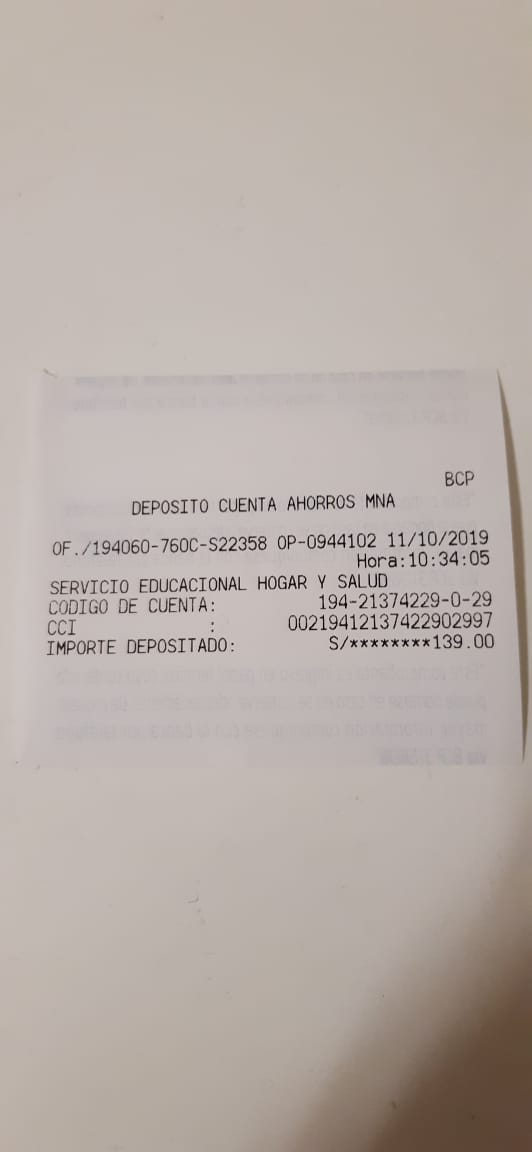 BCP
DEPOSITO CUENTA AHORROS MNA
OF./194060-760C-S22358 OP-0944102 11/10/2019
Hora:10:34:05
SERVICIO EDUCACIONAL HOGAR Y SALUD
CODIGO DE CUENTA: 194-21374229-0-29
CCI : 00219412137422902997
IMPORTE DEPOSITADO: S/********139.00